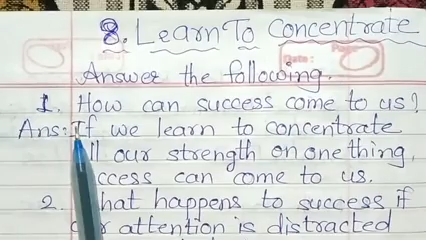 8. Learn To Concentrate
Date:
Answer the following.
1. How can success come to us?
Ans: If we learn to concentrate
our strength on one thing,
can come to us.
2. happens to success if
attention is distracted